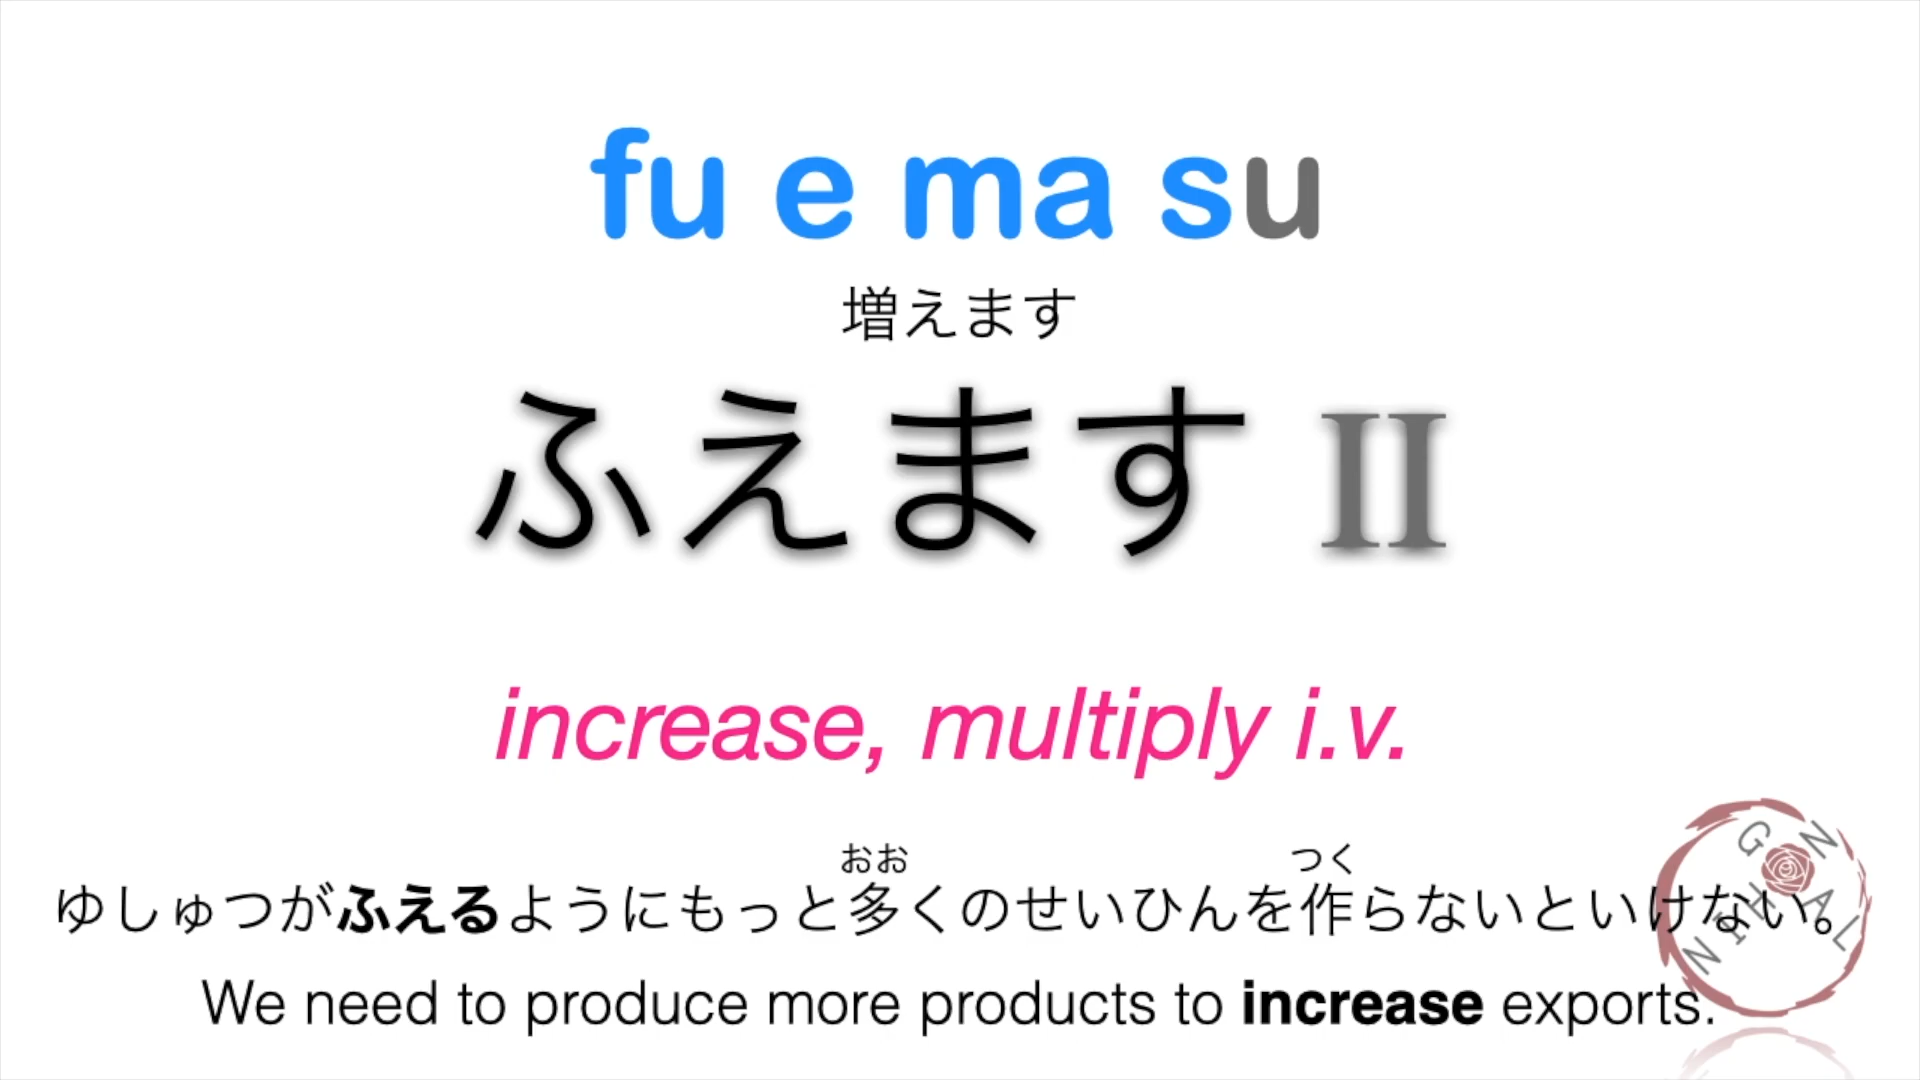 fu e ma su
増えます
ふえます II
increase, multiply i.v.
おお つく
ゆしゅつがふえるようにもっと多くのせいひんを作らないといけない。
We need to produce more products to increase exports.
NIHON GAL